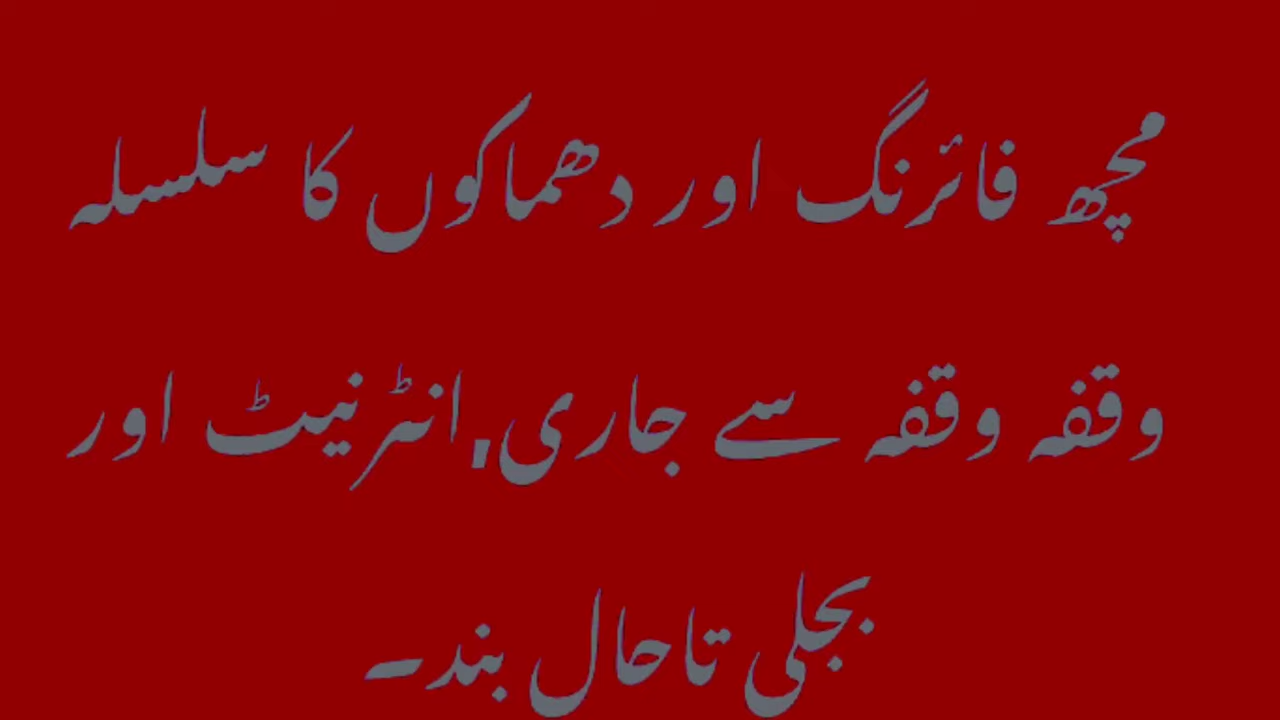 مچھ فائرنگ اور دھماکوں کا سلسلہ
وقفہ وقفہ سے جاری,انٹرنیٹ اور
بجلی تاحال بند۔